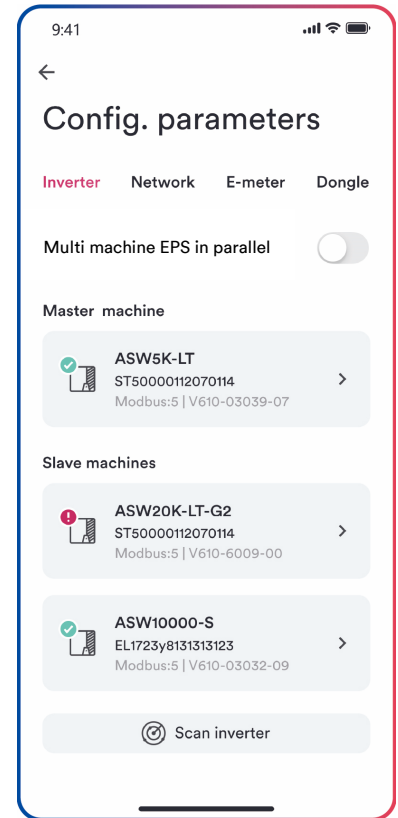 9:41
Config. parameters
Inverter Network E-meter Dongle
Multi machine EPS in parallel
Master machine
ASW5K-LT
ST50000112070114
Modbus:5 | V610-03039-07
Slave machines
ASW20K-LT-G2
ST50000112070114
Modbus:5 | V610-6009-00
ASW10000-S
EL1723y8131313123
Modbus:5 | V610-03032-09
Scan inverter